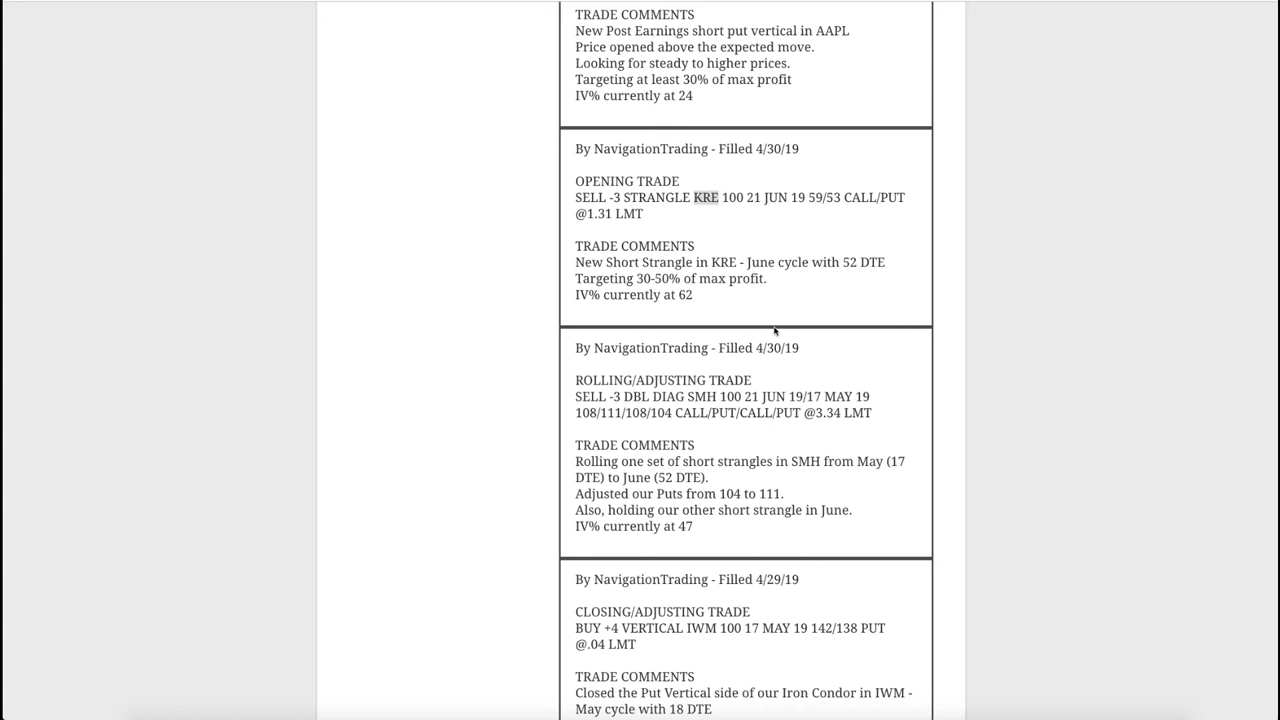 TRADE COMMENTS
New Post Earnings short put vertical in AAPL
Price opened above the expected move.
Looking for steady to higher prices.
Targeting at least 30% of max profit
IV% currently at 24
By NavigationTrading - Filled 4/30/19
OPENING TRADE
SELL -3 STRANGLE KRE 100 21 JUN 19 59/53 CALL/PUT
@1.31 LMT
TRADE COMMENTS
New Short Strangle in KRE - June cycle with 52 DTE
Targeting 30-50% of max profit.
IV% currently at 62
By NavigationTrading - Filled 4/30/19
ROLLING/ADJUSTING TRADE
SELL -3 DBL DIAG SMH 100 21 JUN 19/17 MAY 19
108/111/108/104 CALL/PUT/CALL/PUT @3.34 LMT
TRADE COMMENTS
Rolling one set of short strangles in SMH from May (17
DTE) to June (52 DTE).
Adjusted our Puts from 104 to 111.
Also, holding our other short strangle in June.
IV% currently at 47
By NavigationTrading - Filled 4/29/19
CLOSING/ADJUSTING TRADE
BUY +4 VERTICAL IWM 100 17 MAY 19 142/138 PUT
@.04 LMT
TRADE COMMENTS
Closed the Put Vertical side of our Iron Condor in IWM -
May cycle with 18 DTE